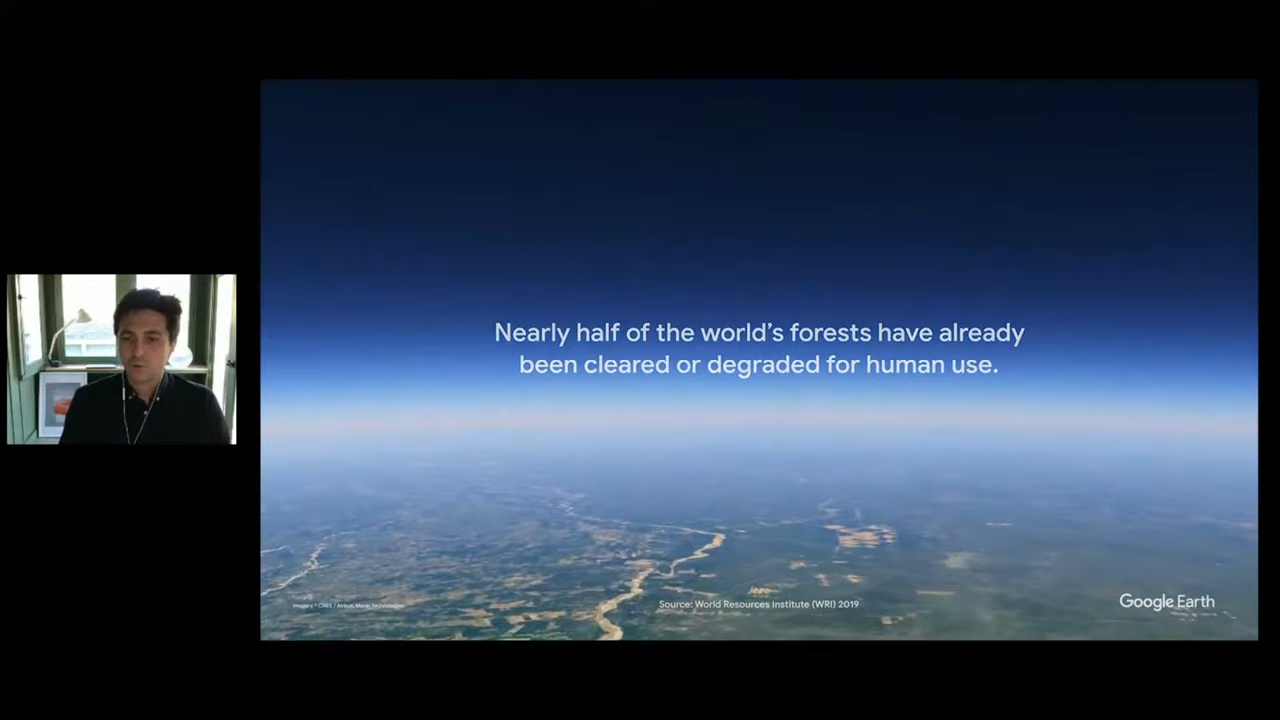 Nearly half of the world's forests have already
been cleared or degraded for human use.
Source: World Resources Institute (WRI) 2019
Google Earth